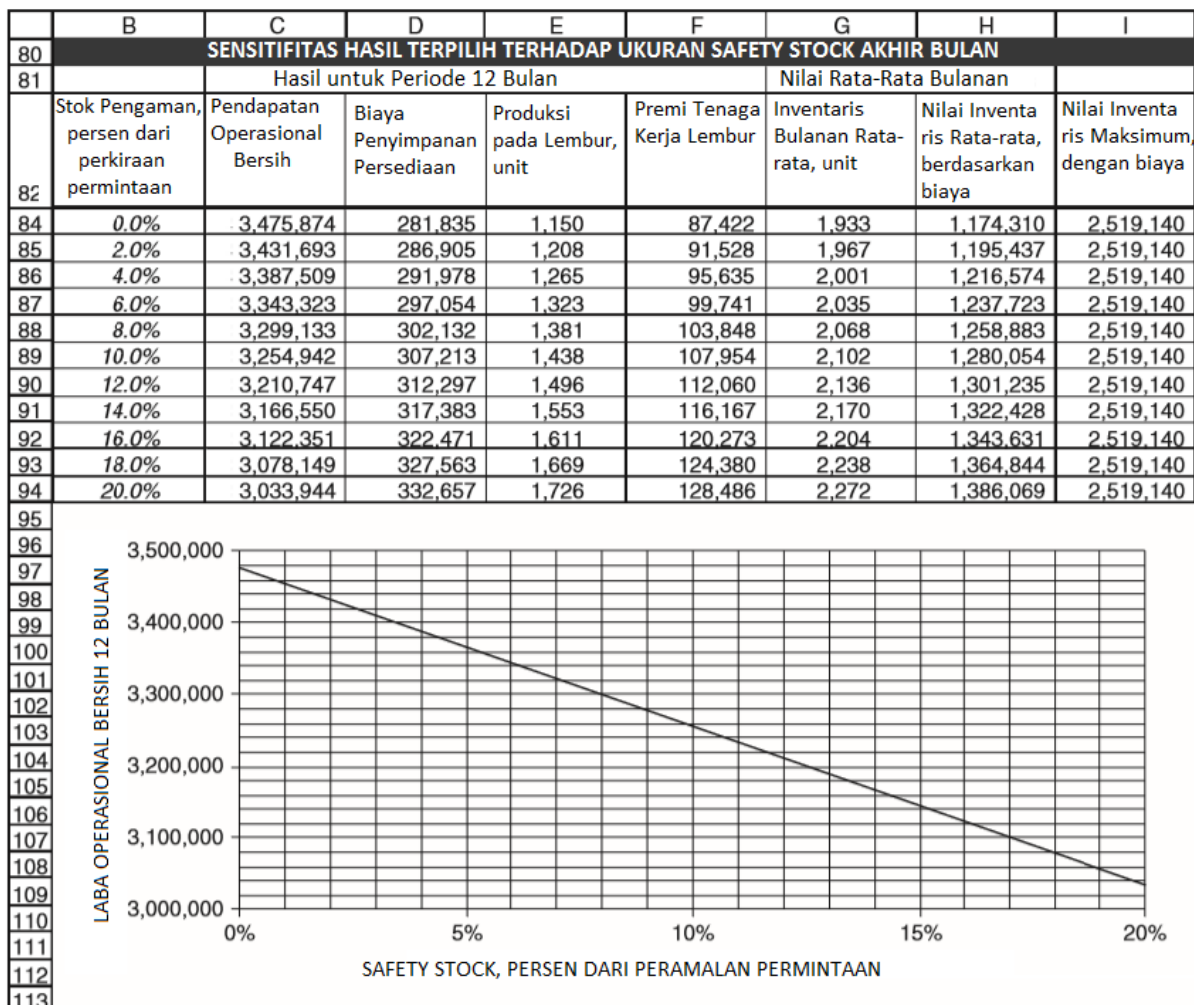 B C D E F G H I
80 SENSITIFITAS HASIL TERPILIH TERHADAP UKURAN SAFETY STOCK AKHIR BULAN
81 Hasil untuk Periode 12 Bulan Nilai Rata-Rata Bulanan
Stok Pengaman, Pendapatan Biaya Produksi Premi Tenaga Inventaris Nilai Inventa Nilai Inventa
persen dari Operasional Penyimpanan pada Lembur, Kerja Lembur Bulanan Rata- ris Rata-rata, ris Maksimum,
perkiraan Bersih Persediaan unit rata, unit berdasarkan dengan biaya
82 permintaan biaya
84 0.0% 3,475,874 281,835 1,150 87,422 1,933 1,174,310 2,519,140
85 2.0% 3,431,693 286,905 1,208 91,528 1,967 1,195,437 2,519,140
86 4.0% 3,387,509 291,978 1,265 95,635 2,001 1,216,574 2,519,140
87 6.0% 3,343,323 297,054 1,323 99,741 2,035 1,237,723 2,519,140
88 8.0% 3,299,133 302,132 1,381 103,848 2,068 1,258,883 2,519,140
89 10.0% 3,254,942 307,213 1,438 107,954 2,102 1,280,054 2,519,140
90 12.0% 3,210,747 312,297 1,496 112,060 2,136 1,301,235 2,519,140
91 14.0% 3,166,550 317,383 1,553 116,167 2,170 1,322,428 2,519,140
92 16.0% 3,122,351 322,471 1,611 120,273 2,204 1,343,631 2,519,140
93 18.0% 3,078,149 327,563 1,669 124,380 2,238 1,364,844 2,519,140
94 20.0% 3,033,944 332,657 1,726 128,486 2,272 1,386,069 2,519,140
95
96
97
98
99
100
101
102
103
104
105
106
107
108
109
110
111
112
113
LABA OPERASIONAL BERSIH 12 BULAN
3,500,000
3,400,000
3,300,000
3,200,000
3,100,000
3,000,000
0% 5% 10% 15% 20%
SAFETY STOCK, PERSEN DARI PERAMALAN PERMINTAAN